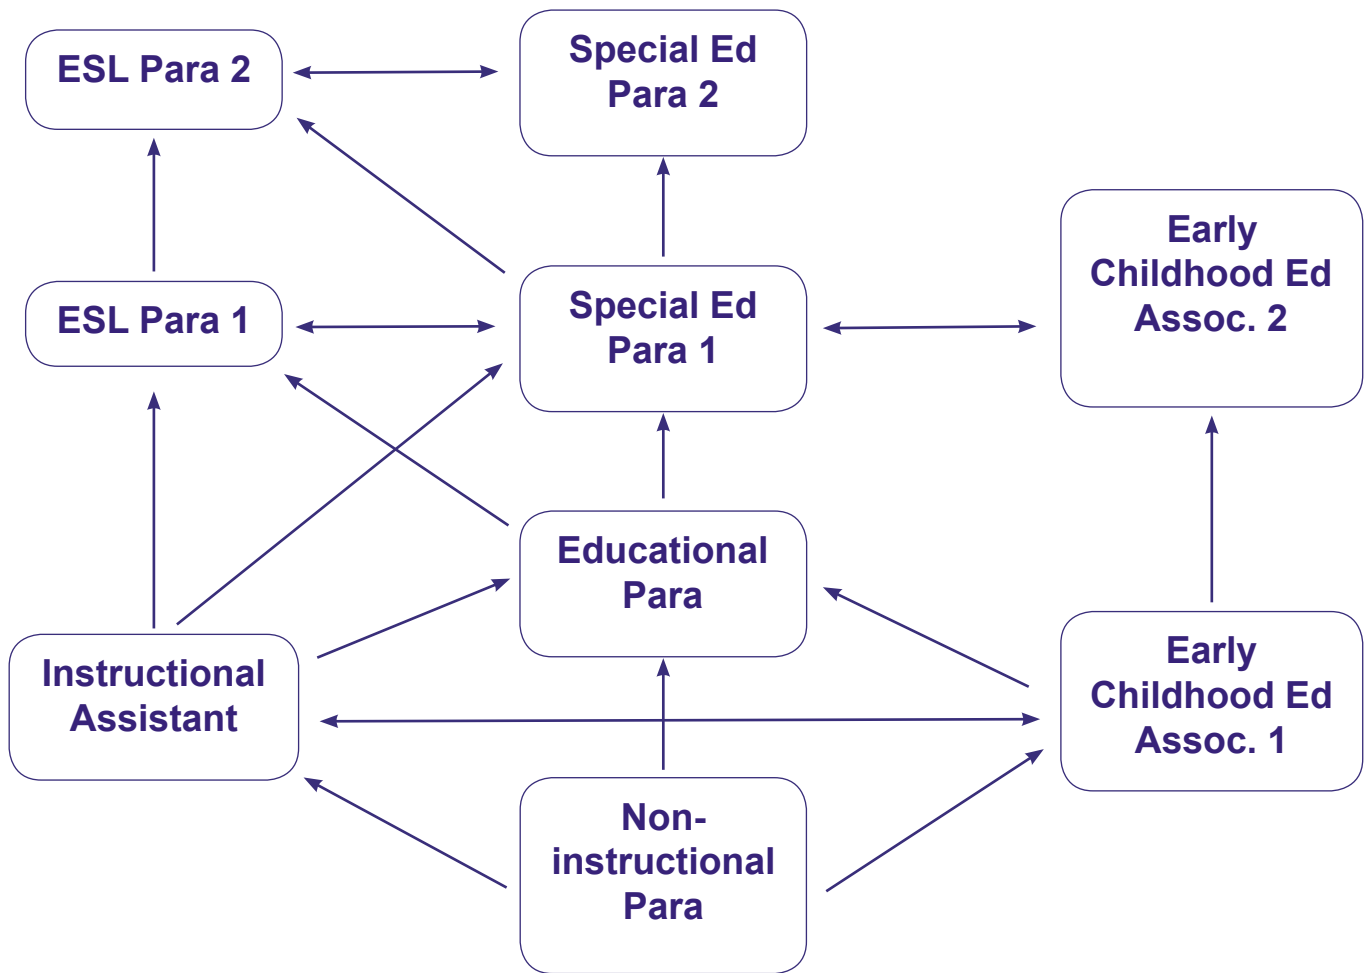 ESL Para 2
Special Ed
Para 2
Early
Childhood Ed
Assoc. 2
ESL Para 1
Special Ed
Para 1
Educational
Para
Instructional
Assistant
Early
Childhood Ed
Assoc. 1
Non-
instructional
Para